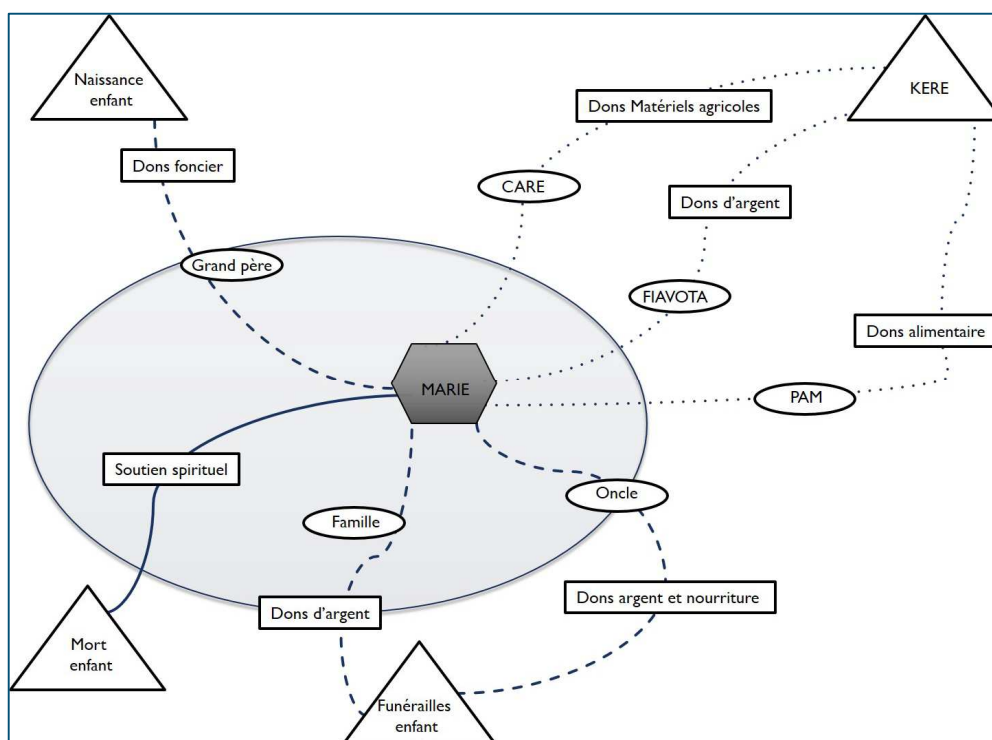 Naissance
enfant
KERE
Dons Matériels agricoles
Dons foncier
CARE
Dons d'argent
Grand père
FIAVOTA
Dons alimentaire
MARIE
PAM
Soutien spirituel
Oncle
Famille
Dons argent et nourriture
Dons d'argent
Mort
enfant
Funérailles
enfant